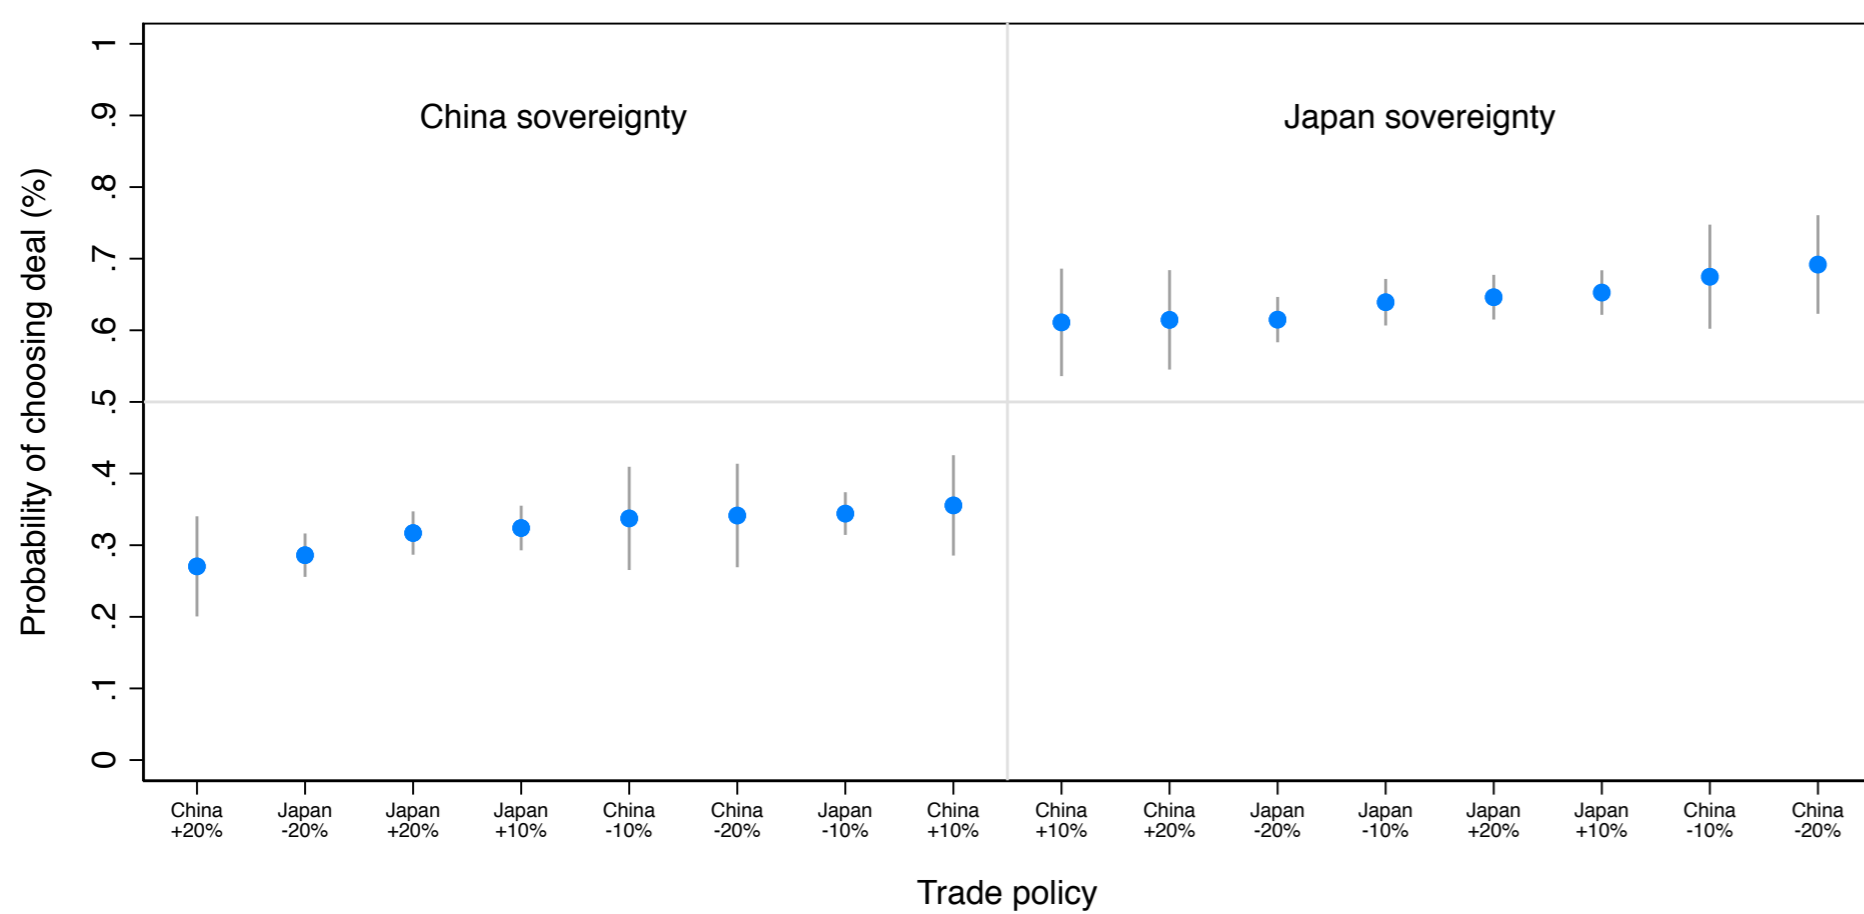 Probability of choosing deal (%)
1
.9
.8
.7
.6
.5
.4
.3
.2
.1
0
China sovereignty
Japan sovereignty
China
+20%
Japan
-20%
Japan
+20%
Japan
+10%
China
-10%
China
-20%
Japan
-10%
China
+10%
China
+10%
China
+20%
Japan
-20%
Japan
-10%
Japan
+20%
Japan
+10%
China
-10%
China
-20%
Trade policy